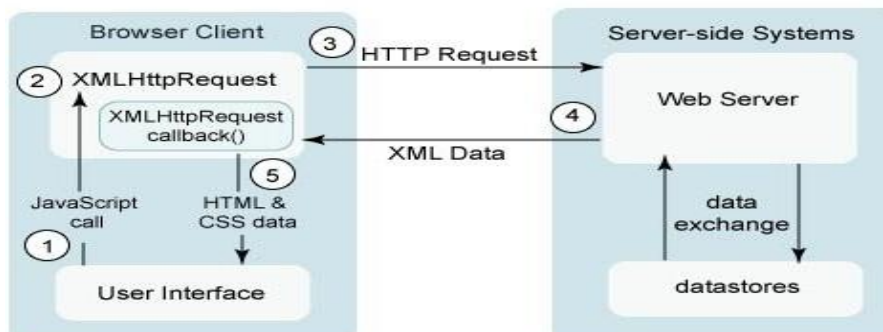 Browser Client
Server-side Systems
3
HTTP Request
2
XMLHttpRequest
XMLHttpRequest
callback()
Web Server
4
XML Data
5
JavaScript
call
HTML &
CSS data
data
exchange
1
User Interface
datastores